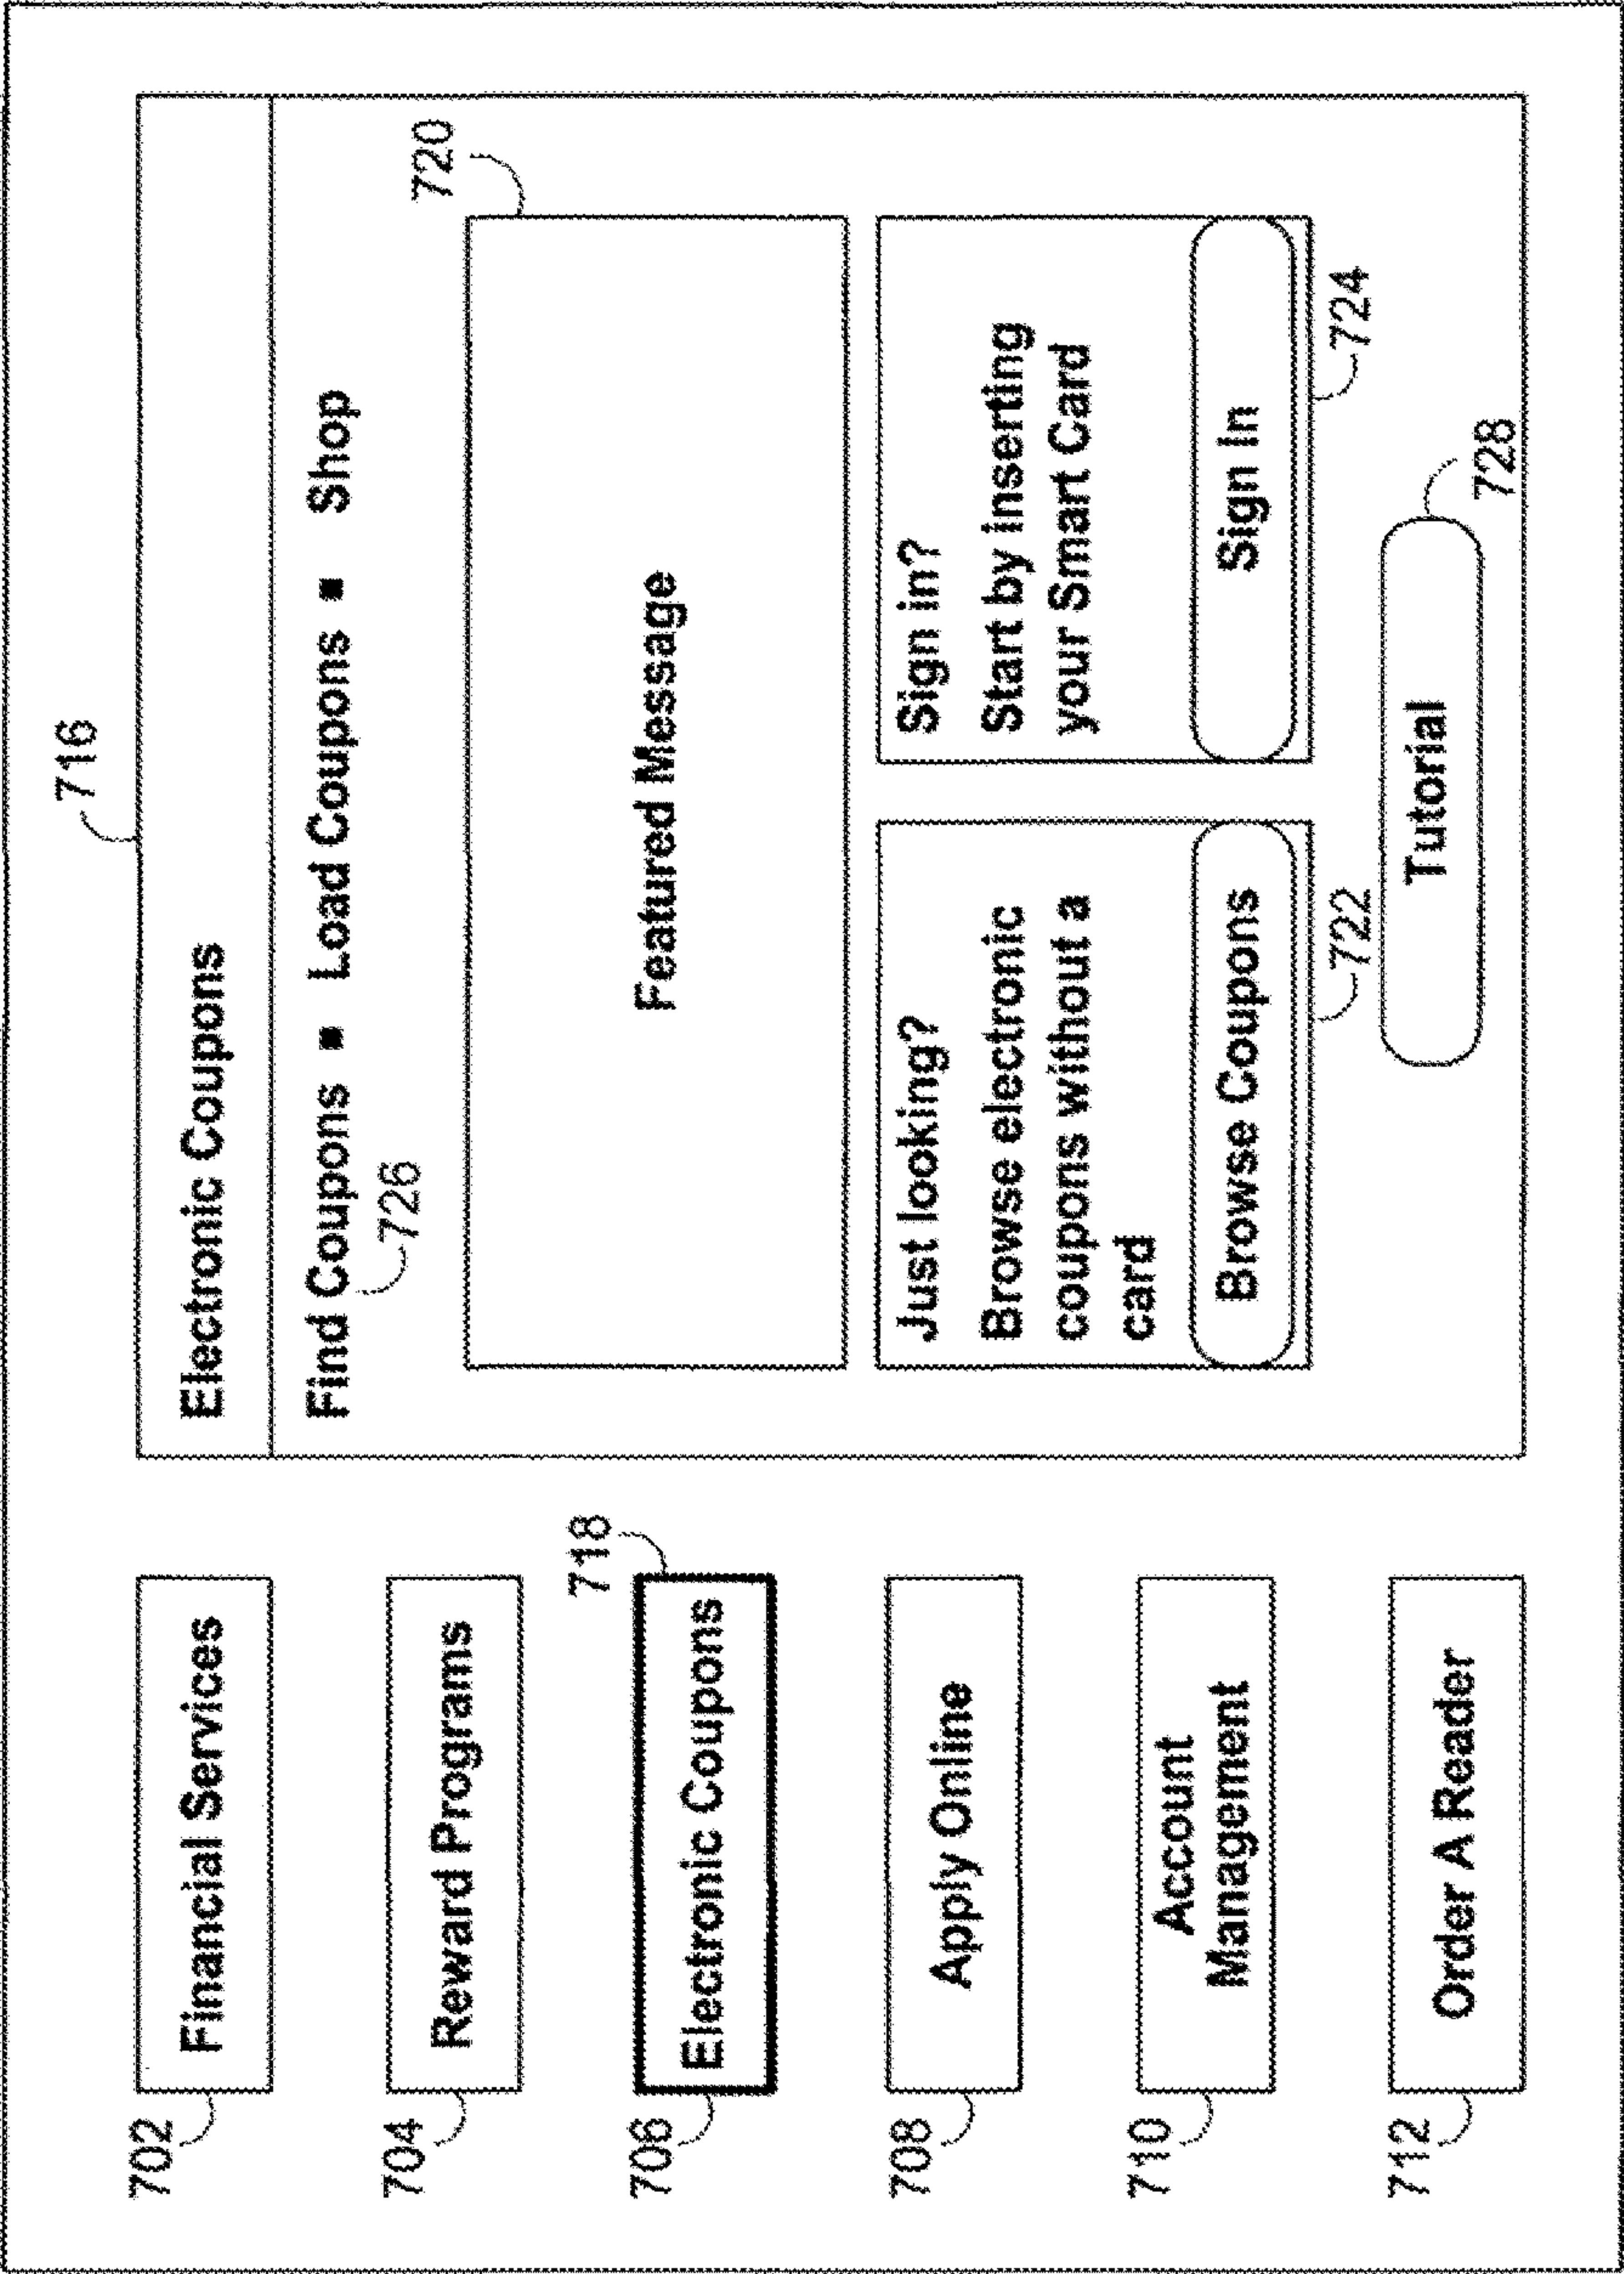 702
Financial Services
704
Reward Programs
706
Electronic Coupons
718
708
Apply Online
710
Account
Management
712
Order A Reader
716
Electronic Coupons
Find Coupons ▪ Load Coupons ▪ Shop
726
720
Featured Message
Just looking?
Browse electronic
coupons without a
card
Browse Coupons
722
Sign in?
Start by inserting
your Smart Card
Sign In
724
Tutorial
728